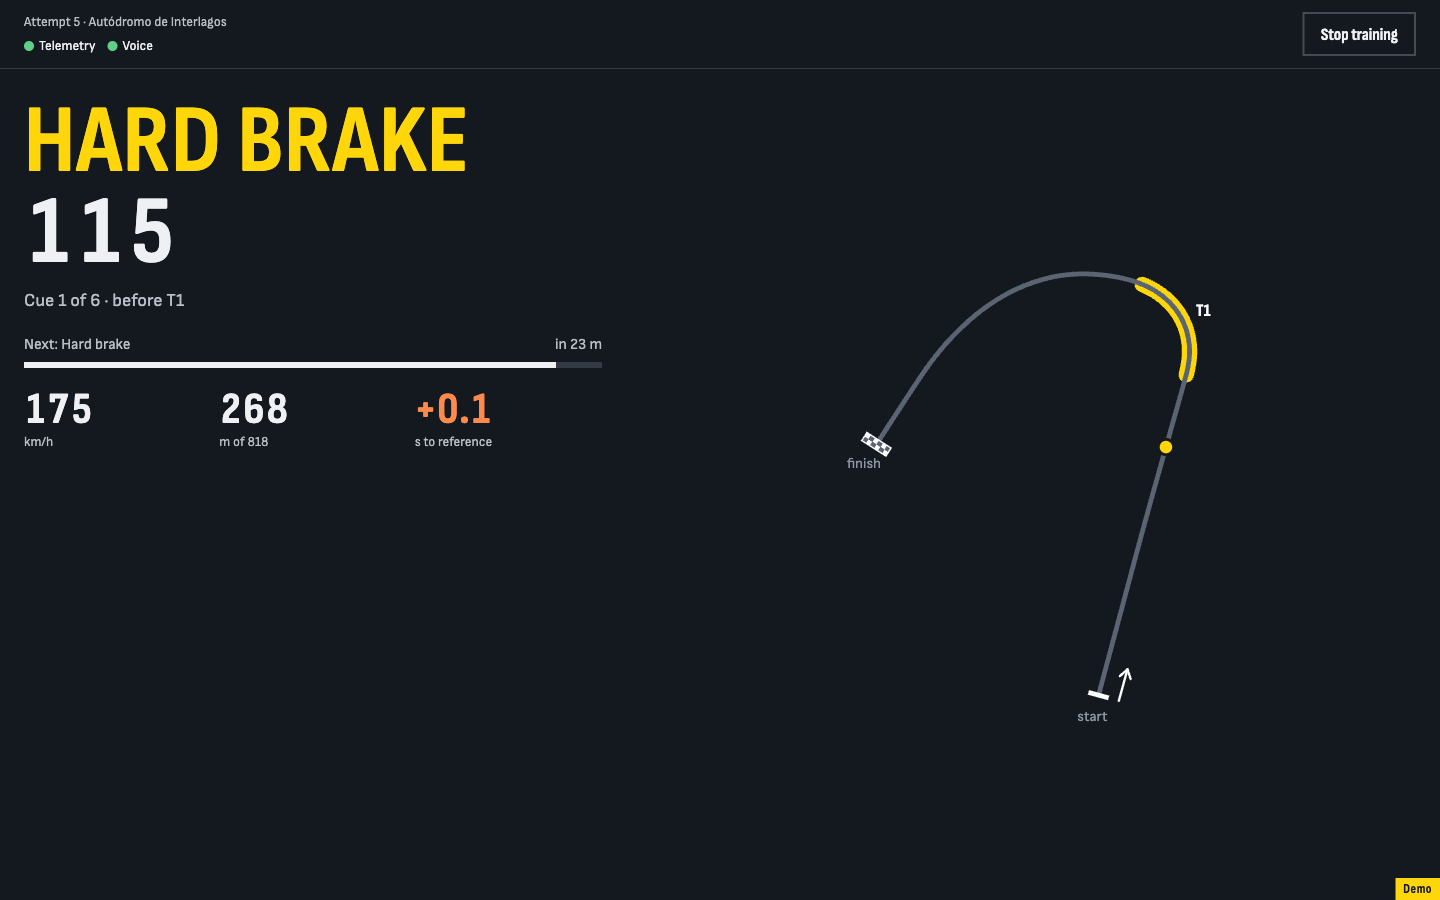 Attempt 5 · Autódromo de Interlagos
Telemetry Voice
Stop training
HARD BRAKE
115
Cue 1 of 6 · before T1
Next: Hard brake in 23 m
175 268 +0.1
km/h m of 818 s to reference
T1
finish
start
Demo